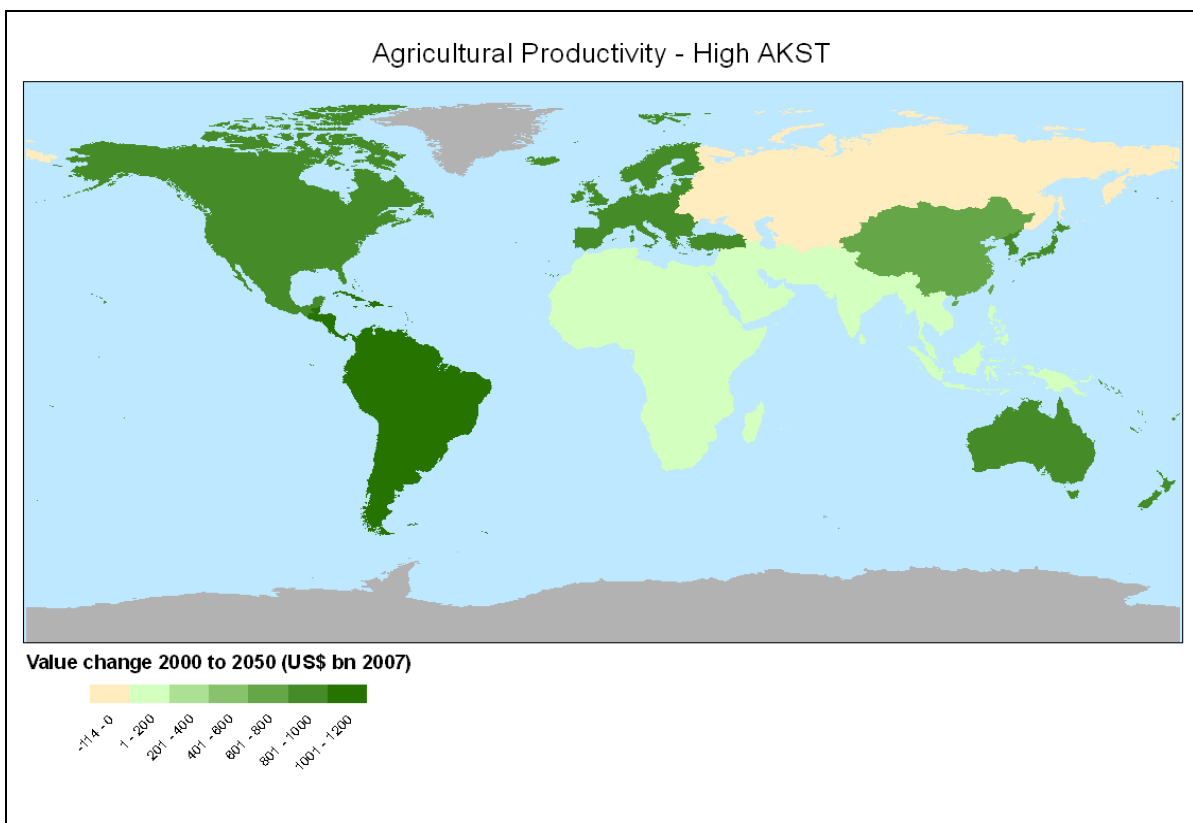 Agricultural Productivity - High AKST
Value change 2000 to 2050 (US$ bn 2007)
-114 - 0
1 - 200
201 - 400
401 - 600
601 - 800
801 - 1000
1001 - 1200